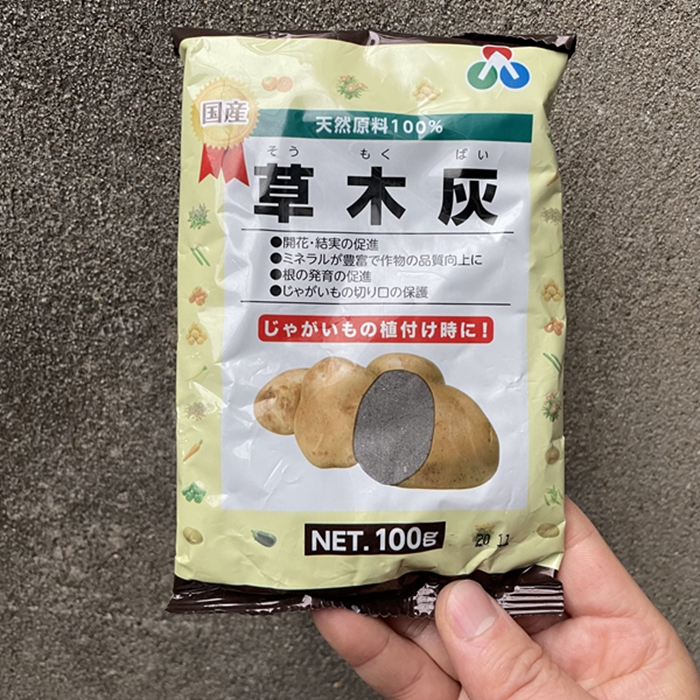 国産
天然原料100%
そう もく ばい
草木灰
●開花・結実の促進
●ミネラルが豊富で作物の品質向上に
●根の発育の促進
●じゃがいもの切り口の保護
じゃがいもの植付け時に!
NET. 100g
20 11